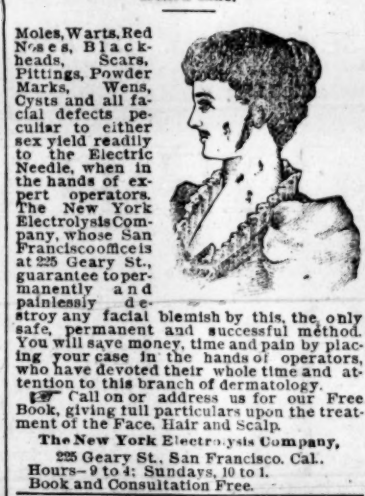 Moles, Warts, Red
Noses, Black-
heads, Scars,
Pittings, Powder
Marks, Wens,
Cysts and all fa-
cial defects pe-
culiar to either
sex yield readily
to the Electric
Needle, when in
the hands of ex-
pert operators.
The New York
Electrolysis Com-
pany, whose San
Francisco office is
at 225 Geary St.,
guarantee to per-
manently and
painlessly de-
stroy any facial blemish by this, the only
safe, permanent and successful method.
You will save money, time and pain by plac-
ing your case in the hands of operators,
who have devoted their whole time and at-
tention to this branch of dermatology.
☞ Call on or address us for our Free
Book, giving full particulars upon the treat-
ment of the Face, Hair and Scalp.
The New York Electrolysis Company,
225 Geary St., San Francisco. Cal..
Hours—9 to 4; Sundays, 10 to 1.
Book and Consultation Free.